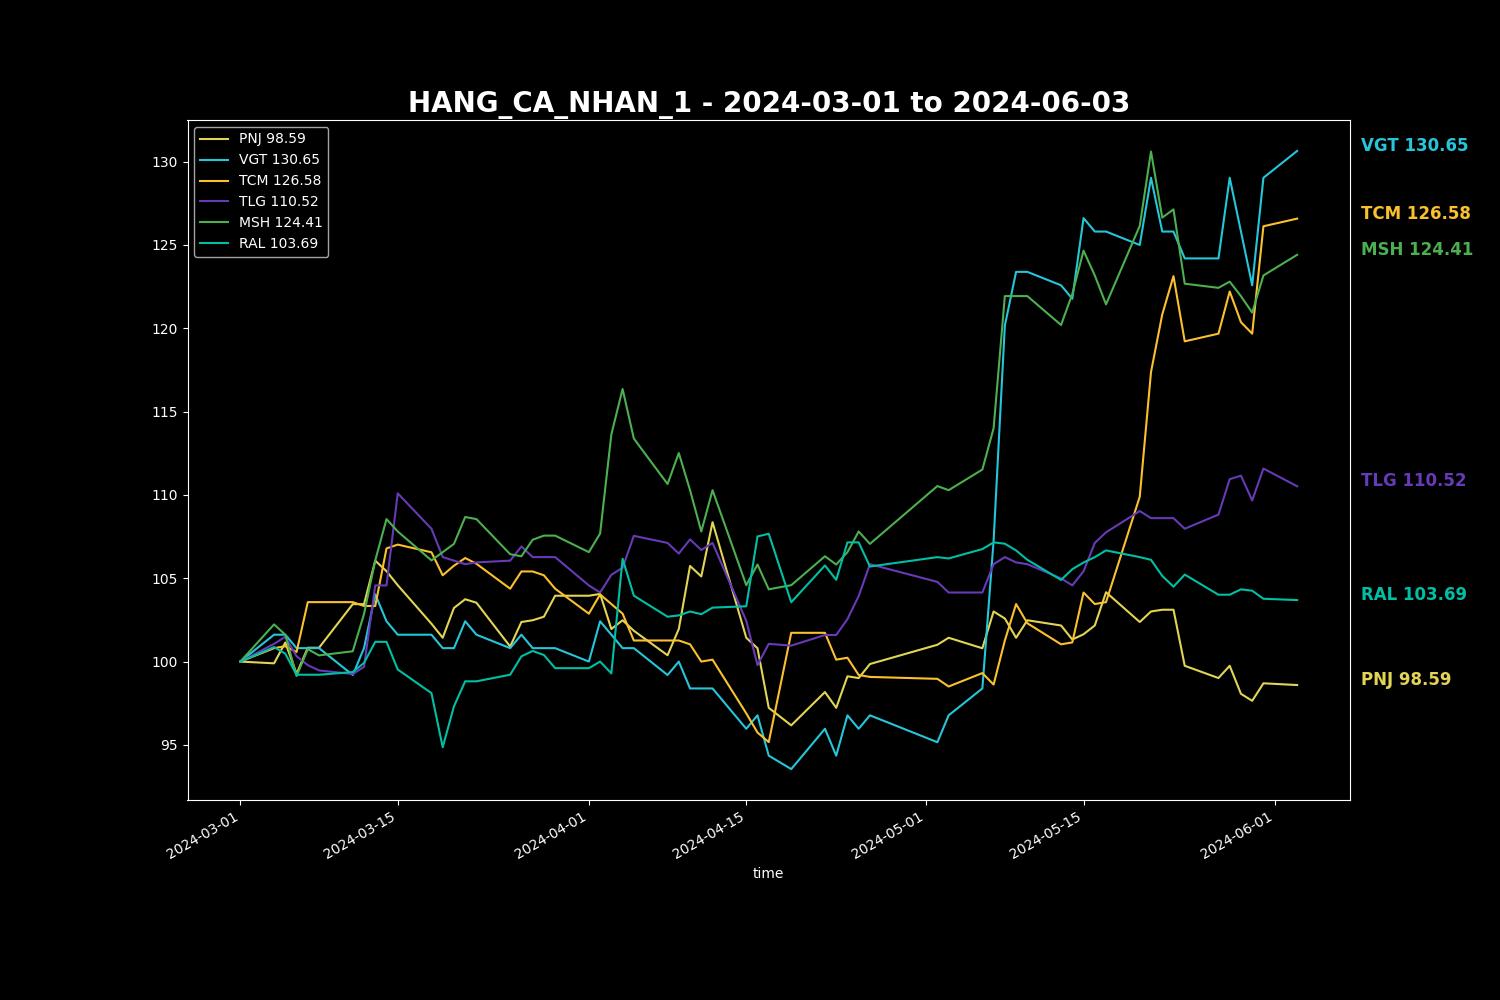 HANG_CA_NHAN_1 - 2024-03-01 to 2024-06-03
PNJ 98.59
VGT 130.65
TCM 126.58
TLG 110.52
MSH 124.41
RAL 103.69
130
125
120
115
110
105
100
95
VGT 130.65
TCM 126.58
MSH 124.41
TLG 110.52
RAL 103.69
PNJ 98.59
2024-03-01
2024-03-15
2024-04-01
2024-04-15
2024-05-01
2024-05-15
2024-06-01
time